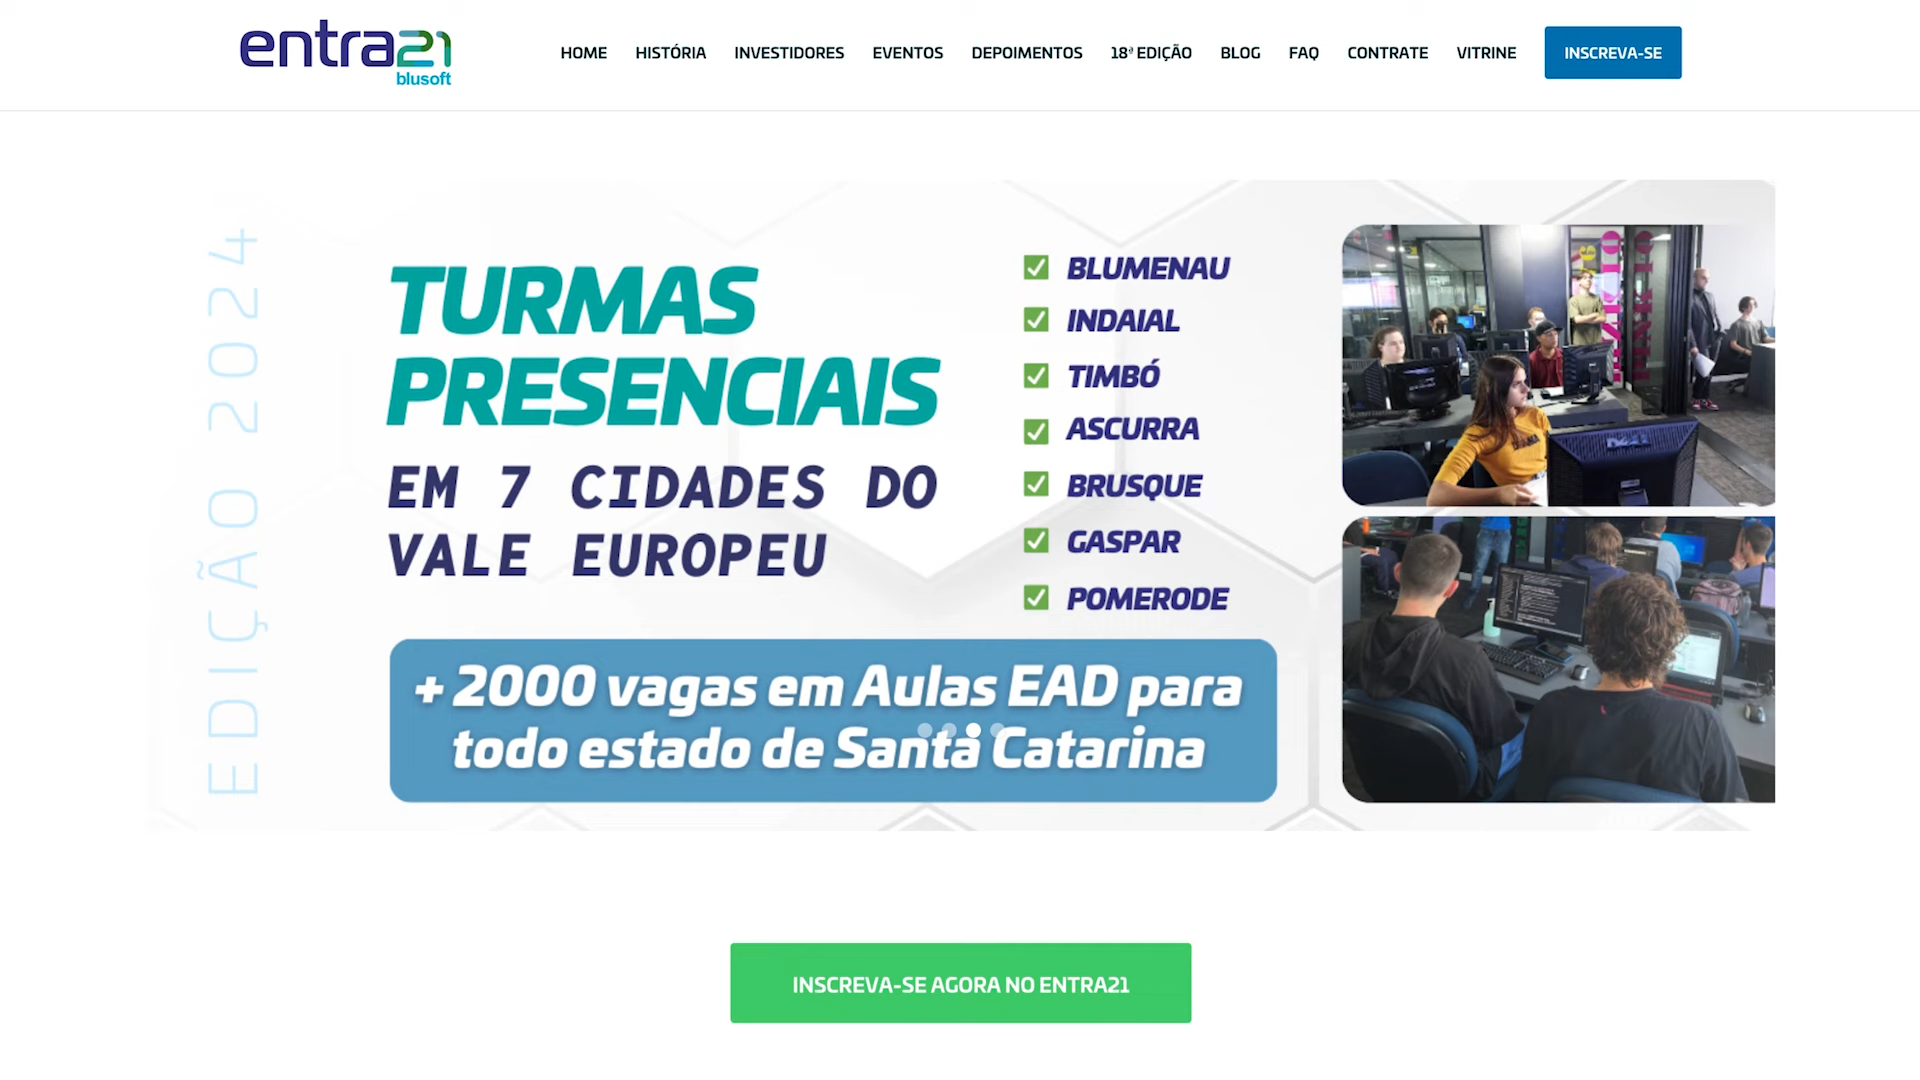 entra21
blusoft
HOME
HISTÓRIA
INVESTIDORES
EVENTOS
DEPOIMENTOS
18ª EDIÇÃO
BLOG
FAQ
CONTRATE
VITRINE
INSCREVA-SE
EDIÇÃO 2024
TURMAS
PRESENCIAIS
EM 7 CIDADES DO
VALE EUROPEU
BLUMENAU
INDAIAL
TIMBÓ
ASCURRA
BRUSQUE
GASPAR
POMERODE
+ 2000 vagas em Aulas EAD para
todo estado de Santa Catarina
INSCREVA-SE AGORA NO ENTRA21